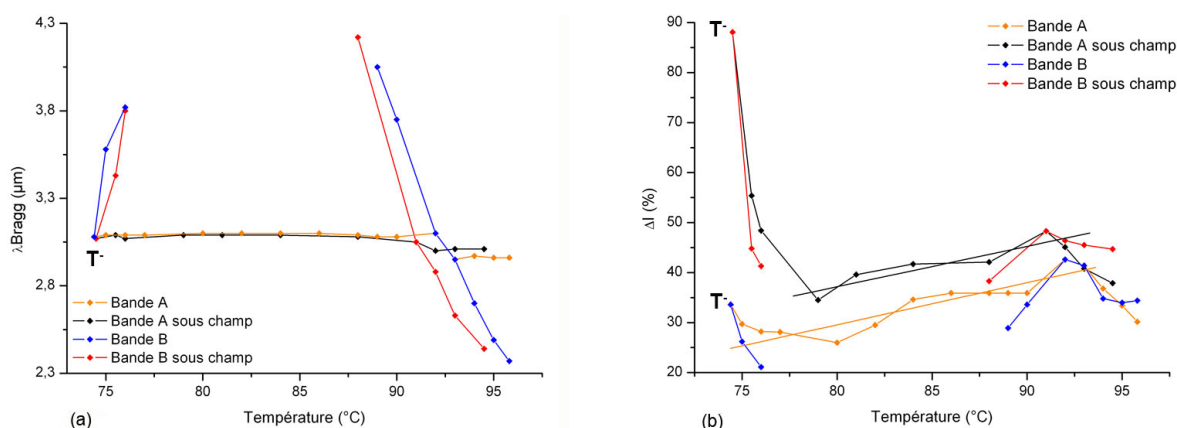 4,3
3,8
3,3
2,8
2,3
λBragg (µm)
T-
Bande A
Bande A sous champ
Bande B
Bande B sous champ
75
80
85
90
95
(a)
Température (°C)
90
80
70
60
50
40
30
20
ΔI (%)
T-
T-
Bande A
Bande A sous champ
Bande B
Bande B sous champ
75
80
85
90
95
(b)
Température (°C)